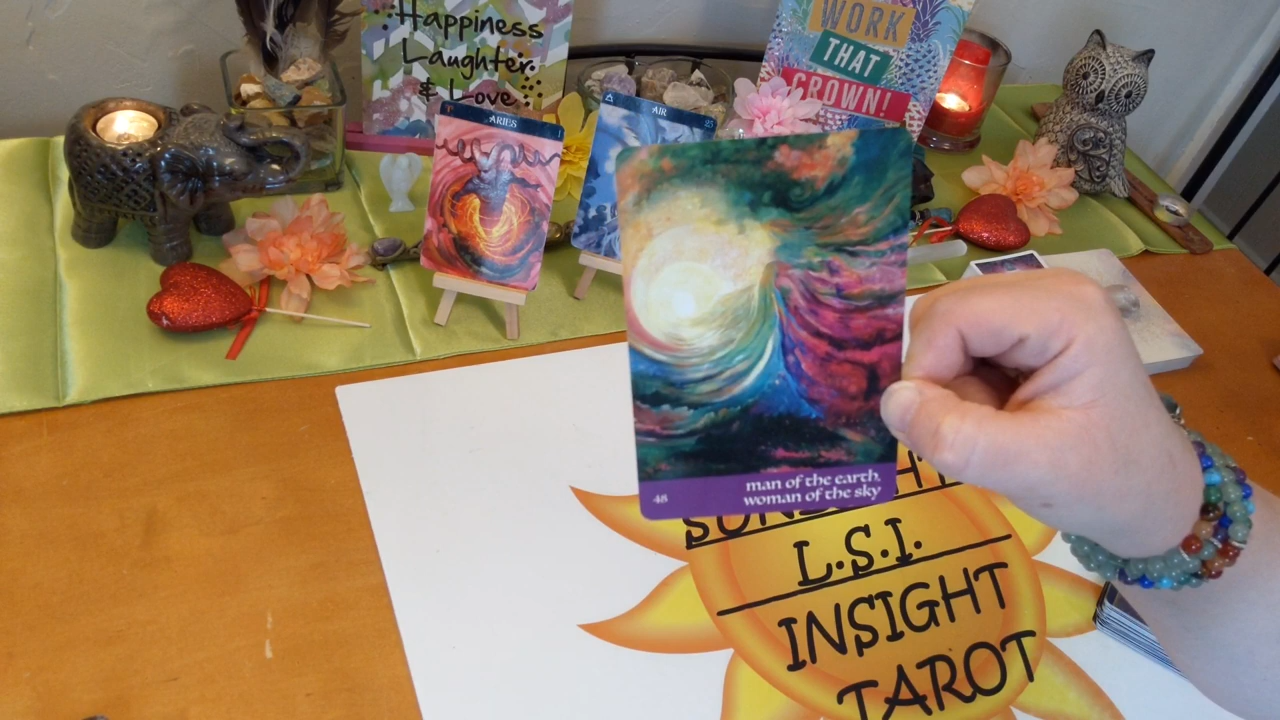 Happiness
Laughter
& Love
WORK
THAT
CROWN!
ARIES
AIR
25
48
man of the earth,
woman of the sky
L.S.I.
INSIGHT
TAROT